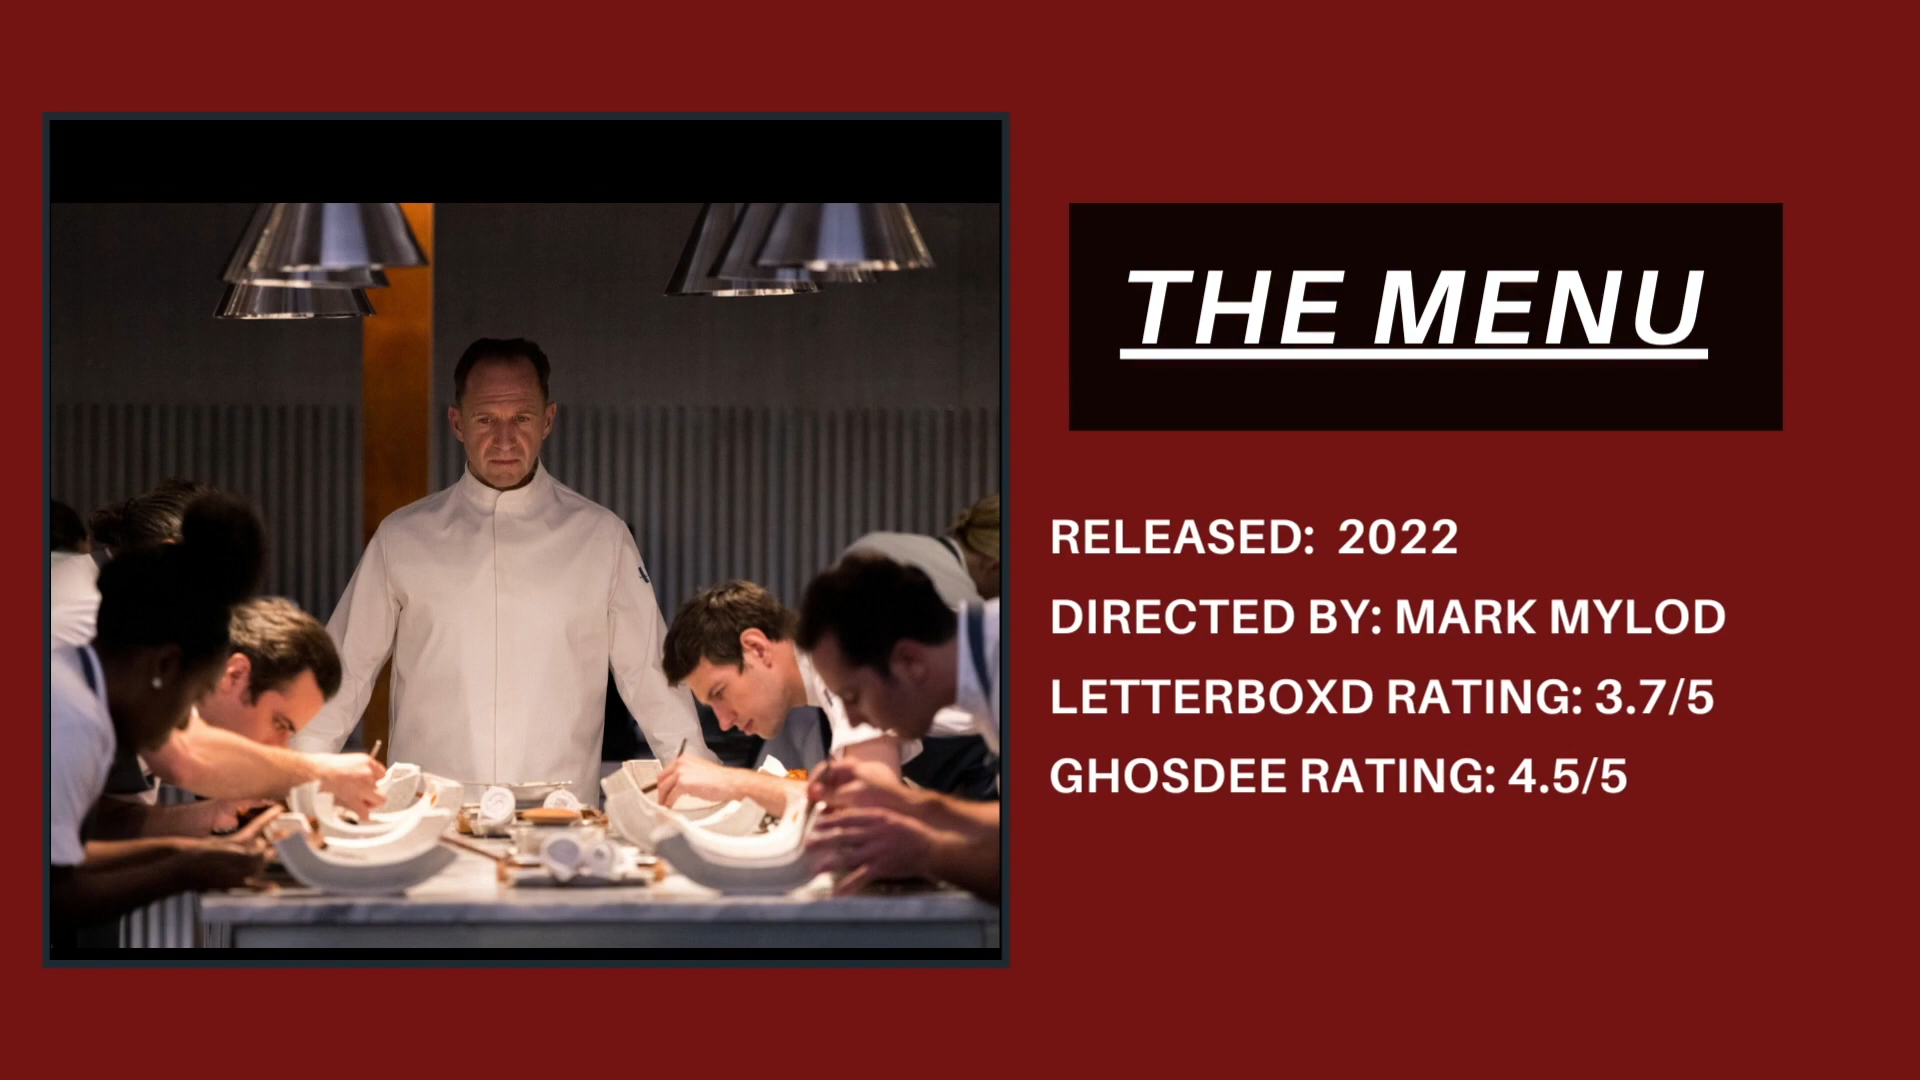 THE MENU
RELEASED: 2022
DIRECTED BY: MARK MYLOD
LETTERBOXD RATING: 3.7/5
GHOSDEE RATING: 4.5/5